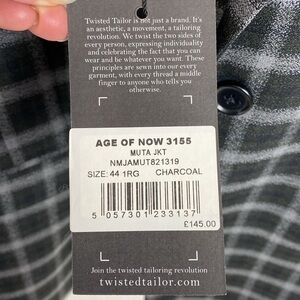 Twisted Tailor is not just a brand. It's
an aesthetic, a movement, a tailoring
revolution. We twist the two sides of
every person, expressing individuality
and celebrating the fact that you can
wear and be whatever you want. These
principles are sewn into our every
garment, with every thread a middle
finger to anyone who tells you
otherwise.
AGE OF NOW 3155
MUTA JKT
NMJAMUT821319
SIZE: 44 1RG CHARCOAL
5 057301 233137
£145.00
Join the twisted tailoring revolution
twistedtailor.com